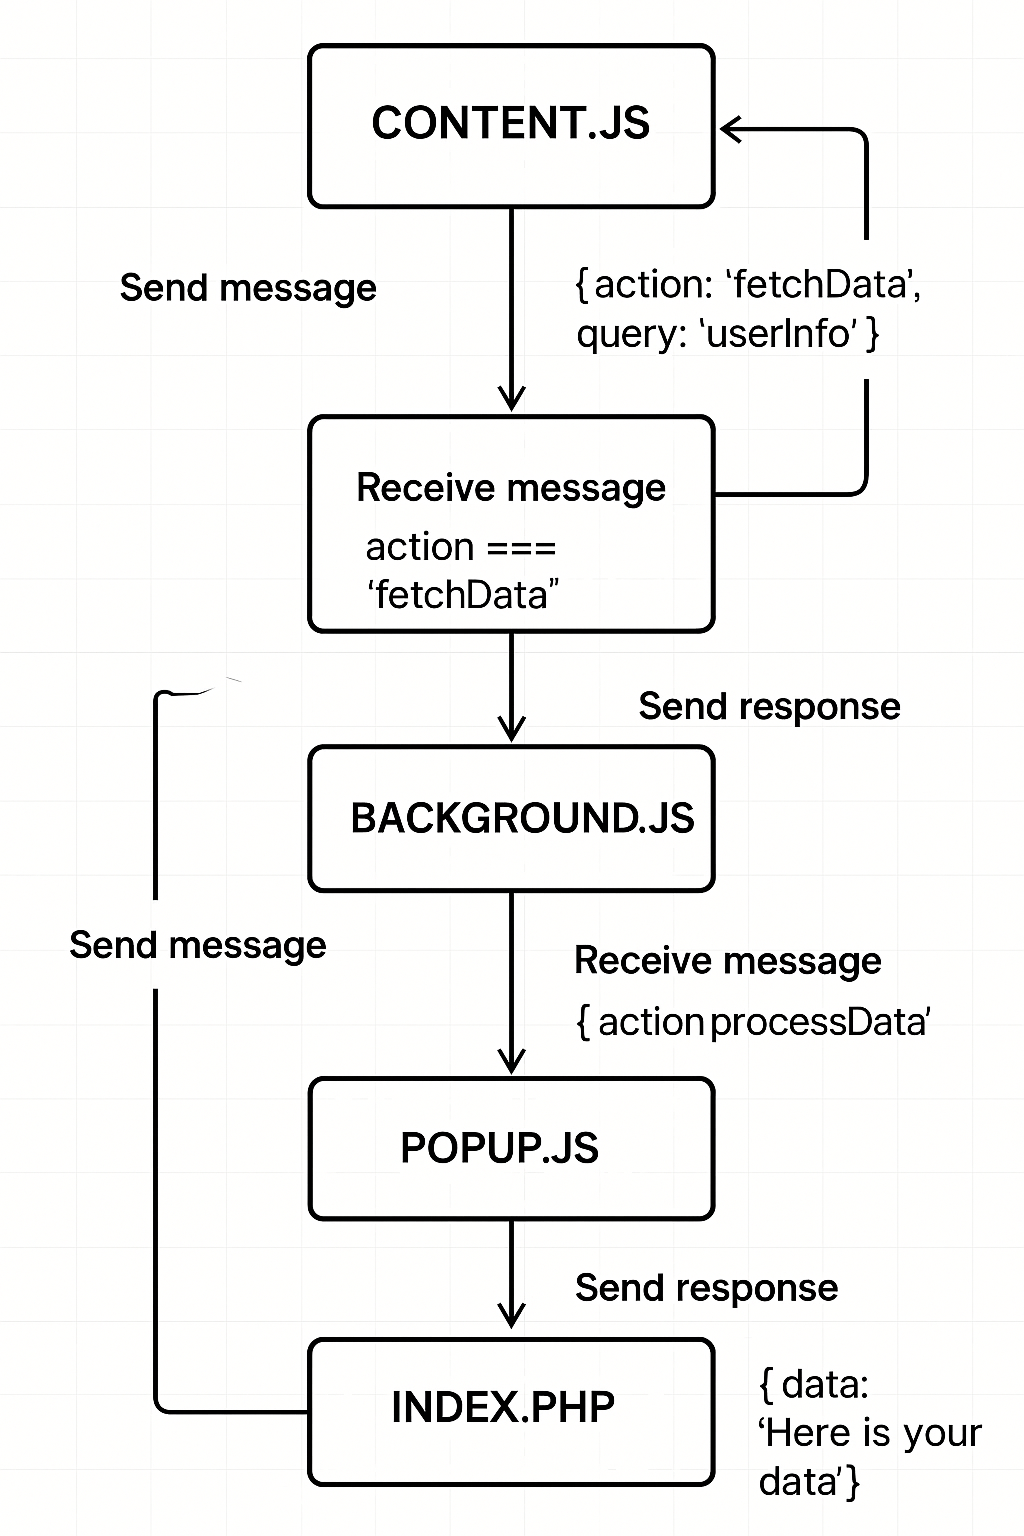 CONTENT.JS
Send message
{ action: ‘fetchData’,
query: ‘userInfo’ }
Receive message
action ===
‘fetchData”
Send response
BACKGROUND.JS
Send message
Receive message
{ action processData’
POPUP.JS
Send response
INDEX.PHP
{ data:
‘Here is your
data’}